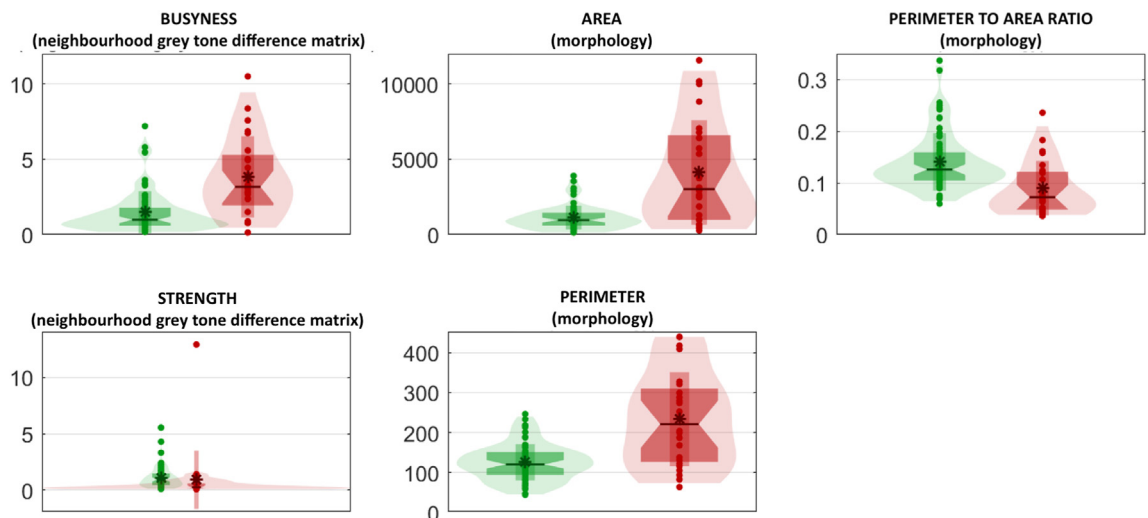 BUSYNESS
(neighbourhood grey tone difference matrix)
AREA
(morphology)
PERIMETER TO AREA RATIO
(morphology)
10
5
0
10000
5000
0
0.3
0.2
0.1
0
STRENGTH
(neighbourhood grey tone difference matrix)
PERIMETER
(morphology)
10
5
0
400
300
200
100
0